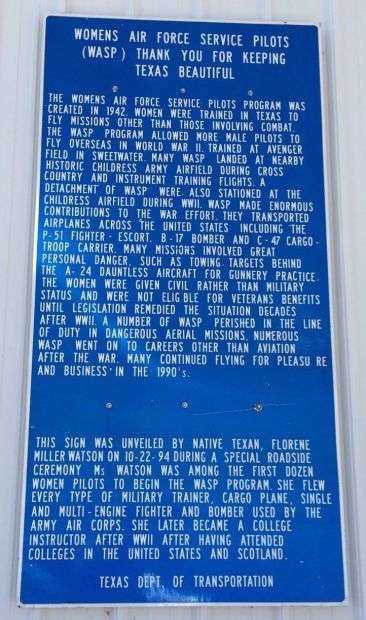 WOMENS AIR FORCE SERVICE PILOTS
(WASP) THANK YOU FOR KEEPING
TEXAS BEAUTIFUL
THE WOMENS AIR FORCE SERVICE PILOTS PROGRAM WAS
CREATED IN 1942. WOMEN WERE TRAINED IN TEXAS TO
FLY MISSIONS OTHER THAN THOSE INVOLVING COMBAT.
THE WASP PROGRAM ALLOWED MORE MALE PILOTS TO
FLY OVERSEAS IN WORLD WAR II. TRAINED AT AVENGER
FIELD IN SWEETWATER, MANY WASP LANDED AT NEARBY
HISTORIC CHILDRESS ARMY AIRFIELD DURING CROSS
COUNTRY AND INSTRUMENT TRAINING FLIGHTS. A
DETACHMENT OF WASP WERE ALSO STATIONED AT THE
CHILDRESS AIRFIELD DURING WWII. WASP MADE ENORMOUS
CONTRIBUTIONS TO THE WAR EFFORT. THEY TRANSPORTED
AIRPLANES ACROSS THE UNITED STATES INCLUDING THE
P-51 FIGHTER-ESCORT, B-17 BOMBER AND C-47 CARGO-
TROOP CARRIER. MANY MISSIONS INVOLVED GREAT
PERSONAL DANGER, SUCH AS TOWING TARGETS BEHIND
THE A-24 DAUNTLESS AIRCRAFT FOR GUNNERY PRACTICE.
THE WOMEN WERE GIVEN CIVIL RATHER THAN MILITARY
STATUS AND WERE NOT ELIGIBLE FOR VETERANS BENEFITS
UNTIL LEGISLATION REMEDIED THE SITUATION DECADES
AFTER WWII. A NUMBER OF WASP PERISHED IN THE LINE
OF DUTY IN DANGEROUS AERIAL MISSIONS. NUMEROUS
WASP WENT ON TO CAREERS OTHER THAN AVIATION
AFTER THE WAR. MANY CONTINUED FLYING FOR PLEASURE
AND BUSINESS IN THE 1990's.
THIS SIGN WAS UNVEILED BY NATIVE TEXAN, FLORENE
MILLER WATSON ON 10-22-94 DURING A SPECIAL ROADSIDE
CEREMONY Ms WATSON WAS AMONG THE FIRST DOZEN
WOMEN PILOTS TO BEGIN THE WASP PROGRAM. SHE FLEW
EVERY TYPE OF MILITARY TRAINER, CARGO PLANE, SINGLE
AND MULTI-ENGINE FIGHTER AND BOMBER USED BY THE
ARMY AIR CORPS. SHE LATER BECAME A COLLEGE
INSTRUCTOR AFTER WWII AFTER HAVING ATTENDED
COLLEGES IN THE UNITED STATES AND SCOTLAND.
TEXAS DEPT. OF TRANSPORTATION